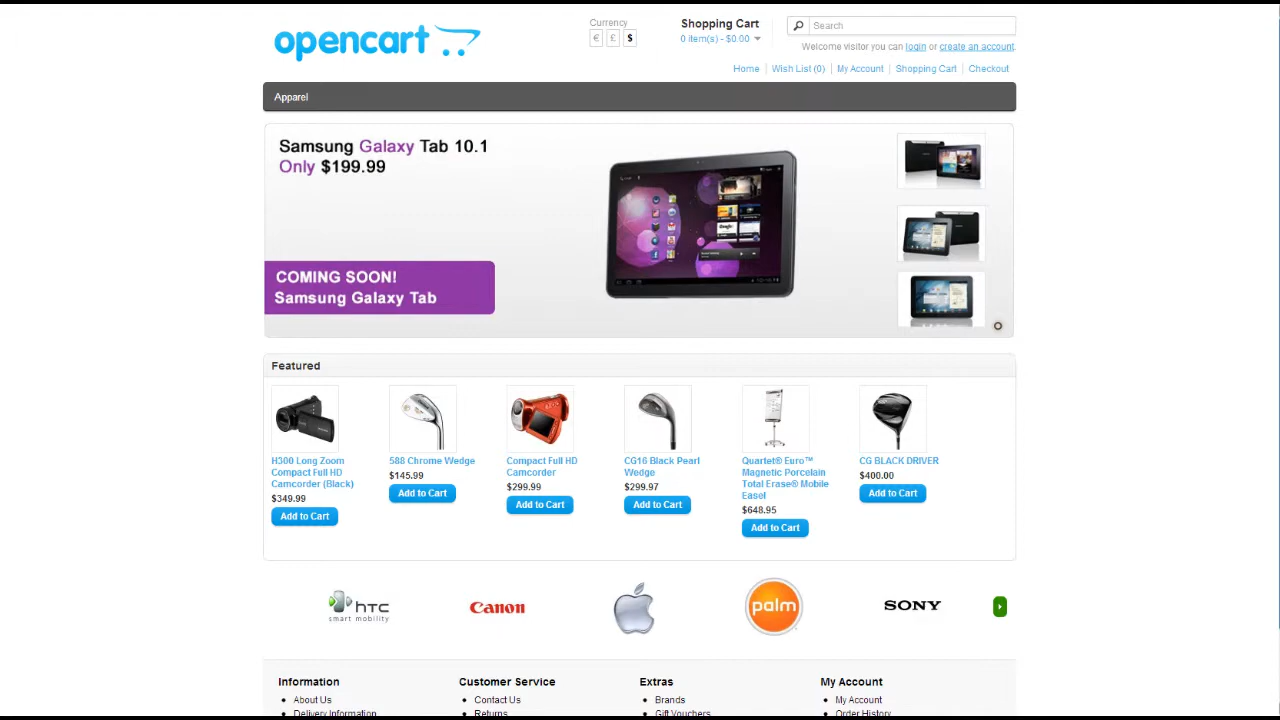 opencart
Currency
€ £ $
Shopping Cart
0 item(s) - $0.00
Search
Welcome visitor you can login or create an account.
Home Wish List (0) My Account Shopping Cart Checkout
Apparel
Samsung Galaxy Tab 10.1
Only $199.99
COMING SOON!
Samsung Galaxy Tab
Featured
H300 Long Zoom
Compact Full HD
Camcorder (Black)
$349.99
Add to Cart
588 Chrome Wedge
$145.99
Add to Cart
Compact Full HD
Camcorder
$299.99
Add to Cart
CG16 Black Pearl
Wedge
$299.97
Add to Cart
Quartet® Euro™
Magnetic Porcelain
Total Erase® Mobile
Easel
$648.95
Add to Cart
CG BLACK DRIVER
$400.00
Add to Cart
hTC
smart mobility
Canon
palm
SONY
Information
About Us
Delivery Information
Customer Service
Contact Us
Returns
Extras
Brands
Gift Vouchers
My Account
My Account
Order History